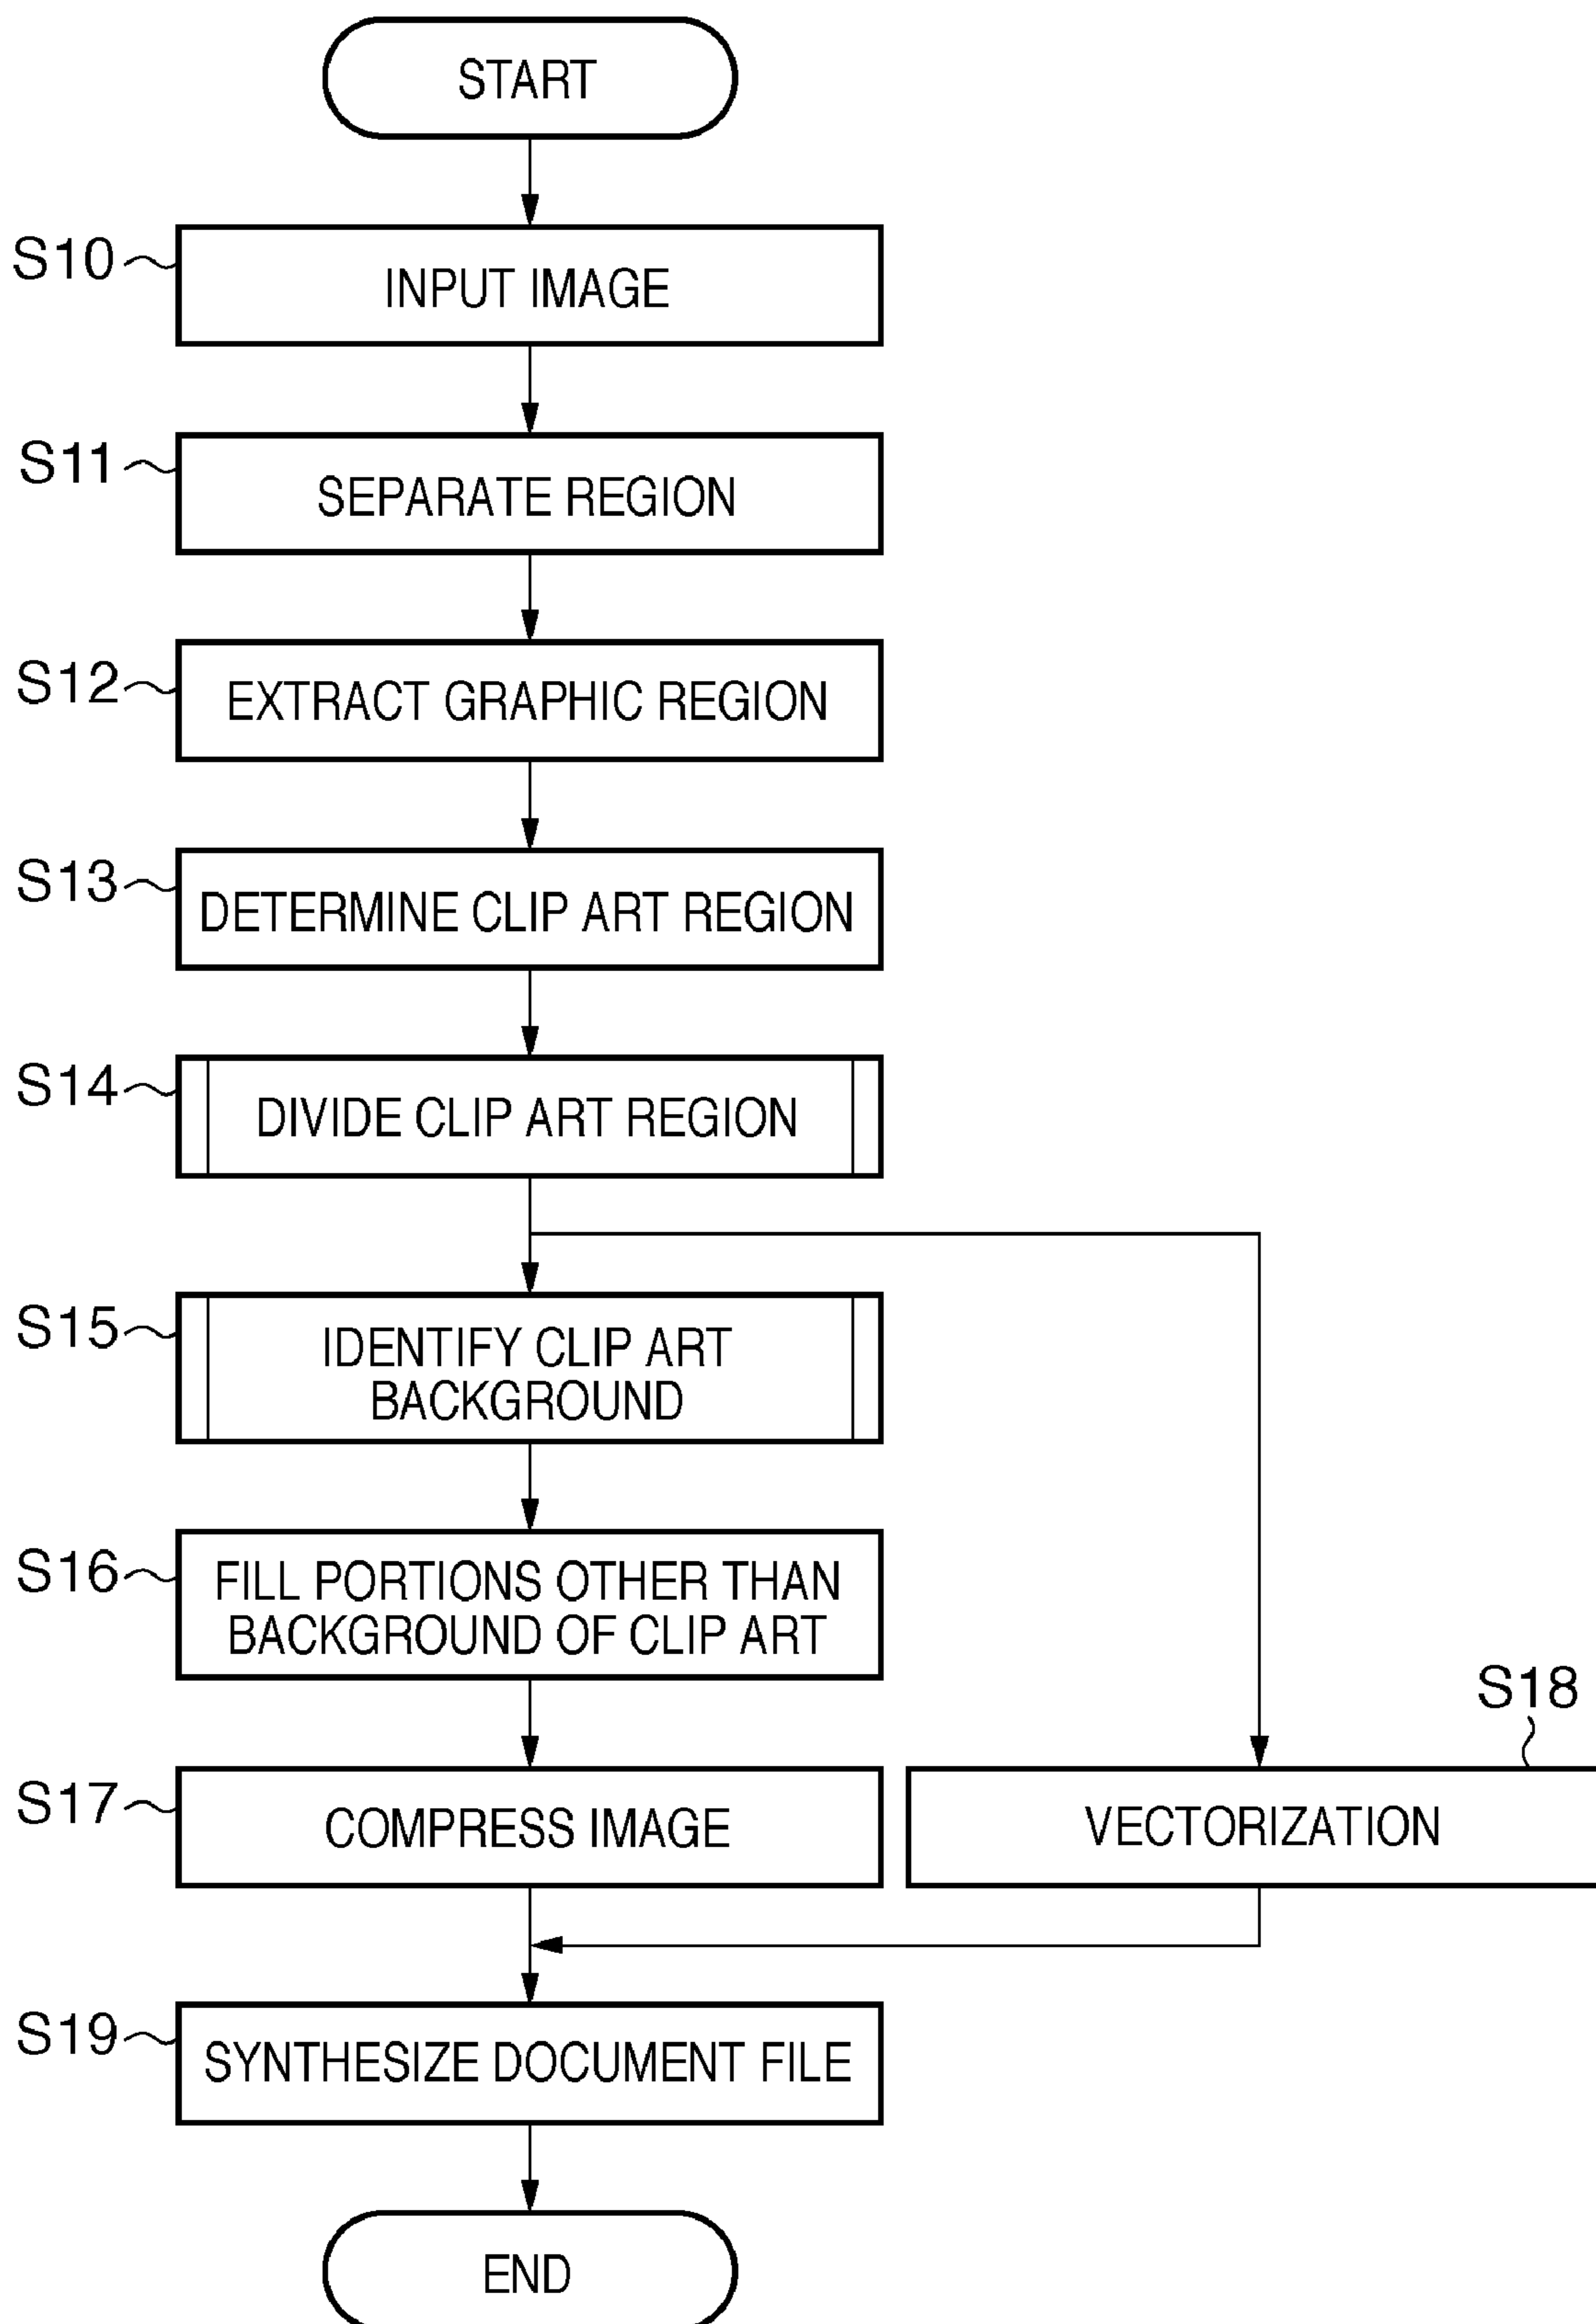 START
S10
INPUT IMAGE
S11
SEPARATE REGION
S12
EXTRACT GRAPHIC REGION
S13
DETERMINE CLIP ART REGION
S14
DIVIDE CLIP ART REGION
S15
IDENTIFY CLIP ART
BACKGROUND
S16
FILL PORTIONS OTHER THAN
BACKGROUND OF CLIP ART
S17
COMPRESS IMAGE
S18
VECTORIZATION
S19
SYNTHESIZE DOCUMENT FILE
END